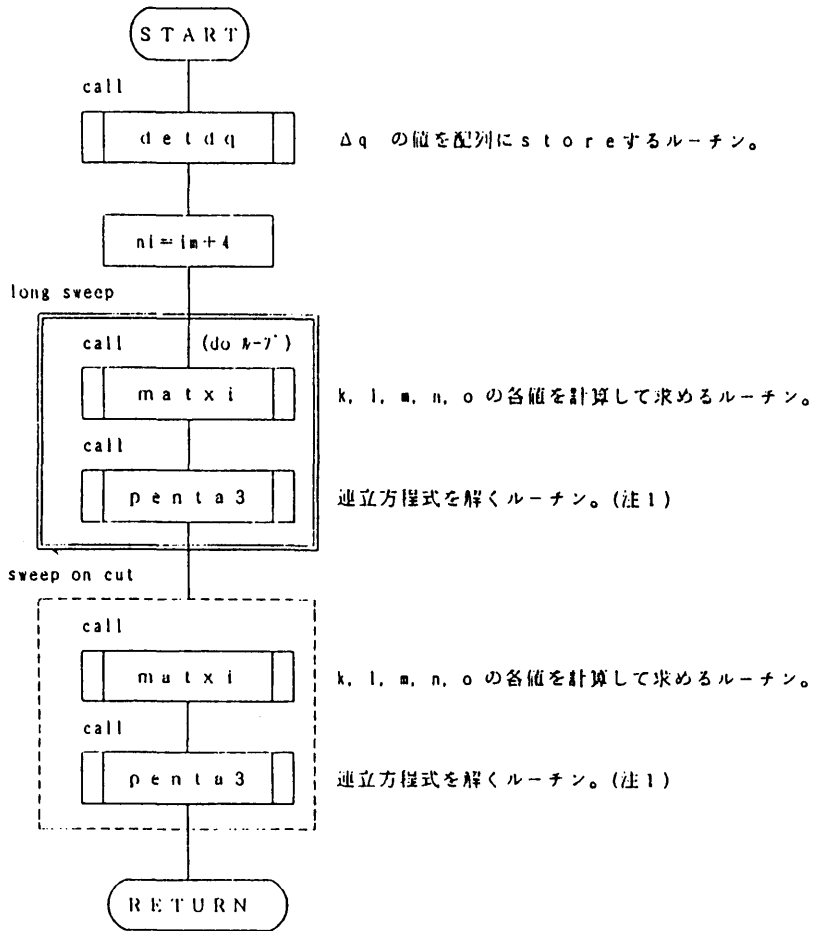 START
call
detdq Δq の値を配列にstoreするルーチン。
ni=im+4
long sweep
call (do ループ)
matxi k, l, m, n, o の各値を計算して求めるルーチン。
call
penta3 連立方程式を解くルーチン。(注1)
sweep on cut
call
matxi k, l, m, n, o の各値を計算して求めるルーチン。
call
penta3 連立方程式を解くルーチン。(注1)
RETURN